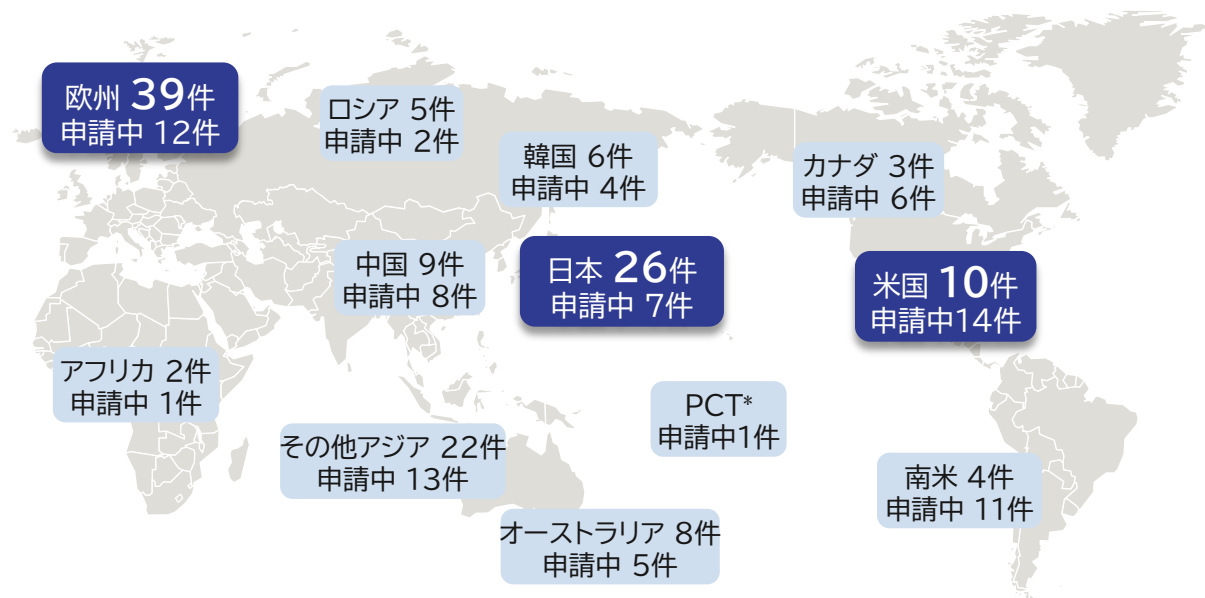 欧州 39件
申請中 12件
ロシア 5件
申請中 2件
韓国 6件
申請中 4件
カナダ 3件
申請中 6件
中国 9件
申請中 8件
日本 26件
申請中 7件
米国 10件
申請中14件
アフリカ 2件
申請中 1件
PCT*
申請中1件
その他アジア 22件
申請中 13件
南米 4件
申請中 11件
オーストラリア 8件
申請中 5件